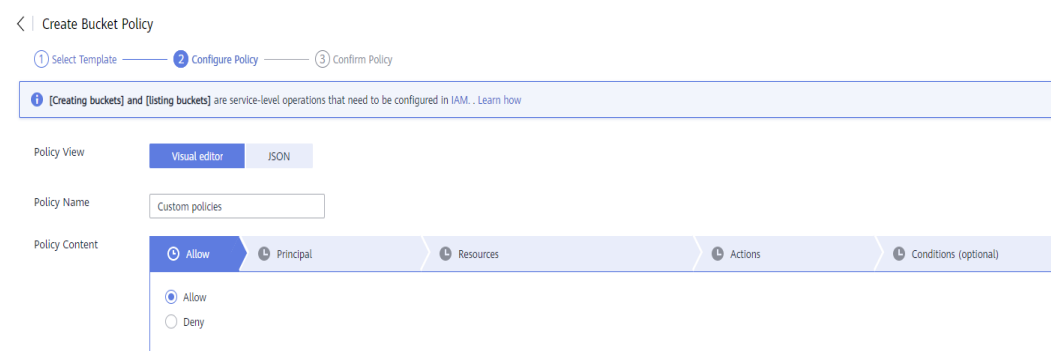 Create Bucket Policy
1 Select Template 2 Configure Policy 3 Confirm Policy
[Creating buckets] and [listing buckets] are service-level operations that need to be configured in IAM. . Learn how
Policy View Visual editor JSON
Policy Name Custom policies
Policy Content Allow Principal Resources Actions Conditions (optional)
Allow
Deny